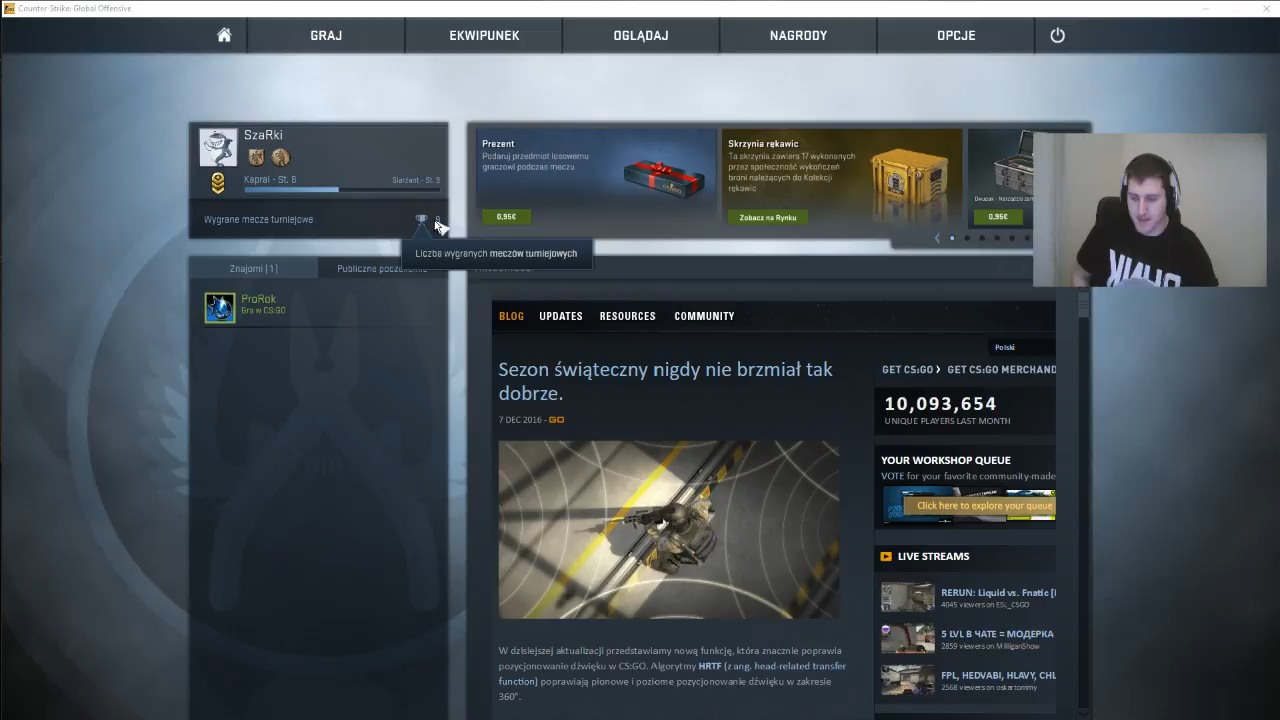 Counter-Strike: Global Offensive
GRAJ
EKWIPUNEK
OGLĄDAJ
NAGRODY
OPCJE
SzaRki
Kapral - St. 8
Sierżant - St. 9
Wygrane mecze turniejowe
Liczba wygranych meczów turniejowych
Znajomi [1]
Publiczne
ProRok
Gra w CS:GO
Prezent
Podaruj przedmiot losowemu
graczowi podczas meczu
0,95€
Skrzynia rękawic
Ta skrzynia zawiera 17 wykonanych
przez społeczność wykończeń
broni należących do Kolekcji
rękawic
Zobacz na Rynku
0,95€
BLOG
UPDATES
RESOURCES
COMMUNITY
Polski
Sezon świąteczny nigdy nie brzmiał tak
dobrze.
7 DEC 2016 - GO
W dzisiejszej aktualizacji przedstawiamy nową funkcję, która znacznie poprawia
pozycjonowanie dźwięku w CS:GO. Algorytmy HRTF (z ang. head-related transfer
function) poprawiają pionowe i poziome pozycjonowanie dźwięku w zakresie
360°.
GET CS:GO
GET CS:GO MERCHAND
10,093,654
UNIQUE PLAYERS LAST MONTH
YOUR WORKSHOP QUEUE
VOTE for your favorite community-made
Click here to explore your queue
LIVE STREAMS
RERUN: Liquid vs. Fnatic [
4045 viewers on ESL_CSGO
5 LVL В ЧАТЕ = МОДЕРКА
2859 viewers on MilliganShow
FPL, HEDVABI, HLAVY, CHL
2568 viewers on oskartommy